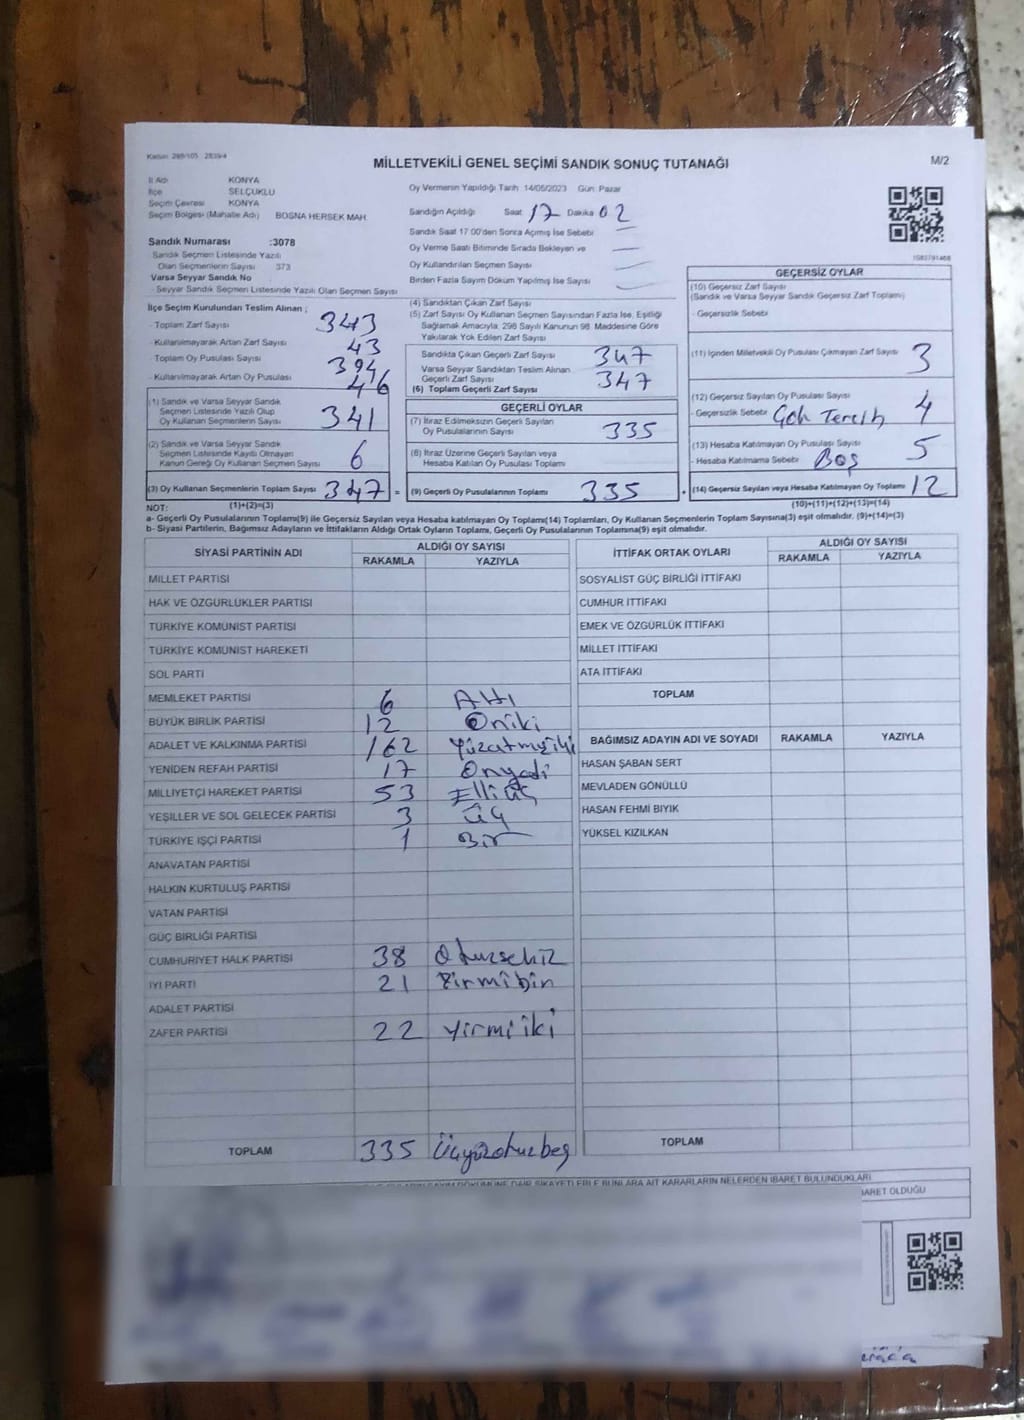 Kanun: 298/105 2839/4
MİLLETVEKİLİ GENEL SEÇİMİ SANDIK SONUÇ TUTANAĞI
M/2
İl Adı KONYA
İlçe SELÇUKLU
Seçim Çevresi KONYA
Seçim Bölgesi (Mahalle Adı) BOSNA HERSEK MAH.
Sandık Numarası :3078
Sandık Seçmen Listesinde Yazılı
Olan Seçmenlerin Sayısı 373
Varsa Seyyar Sandık No
- Seyyar Sandık Seçmen Listesinde Yazılı Olan Seçmen Sayısı
Oy Vermenin Yapıldığı Tarih 14/05/2023 Gün: Pazar
Sandığın Açıldığı Saat 17 Dakika 02
Sandık Saat 17:00'den Sonra Açımış İse Sebebi
Oy Verme Saati Bitiminde Sırada Bekleyen ve
Oy Kullandırılan Seçmen Sayısı
Birden Fazla Sayım Döküm Yapılmış İse Sayısı
İlçe Seçim Kurulundan Teslim Alınan ;
- Toplam Zarf Sayısı 343
- Kullanılmayarak Artan Zarf Sayısı 43
- Toplam Oy Pusulası Sayısı 394
- Kullanılmayarak Artan Oy Pusulası 46
(1) Sandık ve Varsa Seyyar Sandık
Seçmen Listesinde Yazılı Olup
Oy Kullanan Seçmenlerin Sayısı 341
(2) Sandık ve Varsa Seyyar Sandık
Seçmen Listesinde Kayıtlı Olmayan
Kanun Gereği Oy Kullanan Seçmen Sayısı 6
(3) Oy Kullanan Seçmenlerin Toplam Sayısı 347 =
(1)+(2)=(3)
(4) Sandıktan Çıkan Zarf Sayısı
(5) Zarf Sayısı Oy Kullanan Seçmen Sayısından Fazla İse, Eşitliği
Sağlamak Amacıyla; 298 Sayılı Kanunun 98. Maddesine Göre
Yakılarak Yok Edilen Zarf Sayısı
Sandıkta Çıkan Geçerli Zarf Sayısı 347
Varsa Seyyar Sandıktan Teslim Alınan
Geçerli Zarf Sayısı
(6) Toplam Geçerli Zarf Sayısı 347
GEÇERLİ OYLAR
(7) İtiraz Edilmeksizin Geçerli Sayılan
Oy Pusulalarının Sayısı 335
(8) İtiraz Üzerine Geçerli Sayılan veya
Hesaba Katılan Oy Pusulası Toplamı
(9) Geçerli Oy Pusulalarının Toplamı 335 +
GEÇERSİZ OYLAR
(10) Geçersiz Zarf Sayısı
(Sandık ve Varsa Seyyar Sandık Geçersiz Zarf Toplamı)
- Geçersizlik Sebebi
(11) İçinden Milletvekili Oy Pusulası Çıkmayan Zarf Sayısı 3
(12) Geçersiz Sayılan Oy Pusulası Sayısı 4
- Geçersizlik Sebebi Çok Tercih
(13) Hesaba Katılmayan Oy Pusulası Sayısı 5
- Hesaba Katılmama Sebebi Boş
(14) Geçersiz Sayılan veya Hesaba Katılmayan Oy Toplamı 12
(10)+(11)+(12)+(13)=(14)
NOT:
a- Geçerli Oy Pusulalarının Toplamı(9) ile Geçersiz Sayılan veya Hesaba katılmayan Oy Toplamı(14) Toplamları, Oy Kullanan Seçmenlerin Toplam Sayısına(3) eşit olmalıdır. (9)+(14)=(3)
b- Siyasi Partilerin, Bağımsız Adayların ve İttifakların Aldığı Ortak Oyların Toplamı, Geçerli Oy Pusulalarının Toplamına(9) eşit olmalıdır.
SİYASİ PARTİNİN ADI ALDIĞI OY SAYISI
RAKAMLA YAZIYLA
MİLLET PARTİSİ
HAK VE ÖZGÜRLÜKLER PARTİSİ
TÜRKİYE KOMÜNİST PARTİSİ
TÜRKİYE KOMÜNİST HAREKETİ
SOL PARTİ
MEMLEKET PARTİSİ 6 Altı
BÜYÜK BİRLİK PARTİSİ 12 Oniki
ADALET VE KALKINMA PARTİSİ 162 Yüzatmışiki
YENİDEN REFAH PARTİSİ 17 Onyedi
MİLLİYETÇİ HAREKET PARTİSİ 53 Elliüç
YEŞİLLER VE SOL GELECEK PARTİSİ 3 Üç
TÜRKİYE İŞÇİ PARTİSİ 1 Bir
ANAVATAN PARTİSİ
HALKIN KURTULUŞ PARTİSİ
VATAN PARTİSİ
GÜÇ BİRLİĞİ PARTİSİ
CUMHURİYET HALK PARTİSİ 38 Otuzsekiz
İYİ PARTİ 21 Yirmibir
ADALET PARTİSİ
ZAFER PARTİSİ 22 Yirmiiki
TOPLAM 335 Üçyüzotuzbeş
İTTİFAK ORTAK OYLARI ALDIĞI OY SAYISI
RAKAMLA YAZIYLA
SOSYALİST GÜÇ BİRLİĞİ İTTİFAKI
CUMHUR İTTİFAKI
EMEK VE ÖZGÜRLÜK İTTİFAKI
MİLLET İTTİFAKI
ATA İTTİFAKI
TOPLAM
BAĞIMSIZ ADAYIN ADI VE SOYADI RAKAMLA YAZIYLA
HASAN ŞABAN SERT
MEVLADEN GÖNÜLLÜ
HASAN FEHMİ BIYIK
YÜKSEL KIZILKAN
TOPLAM
SAYIM DÖKÜMÜNE DAİR ŞİKAYETLERLE BUNLARA AİT KARARLARIN NELERDEN İBARET BULUNDUKLARI
İBARET OLDUĞU